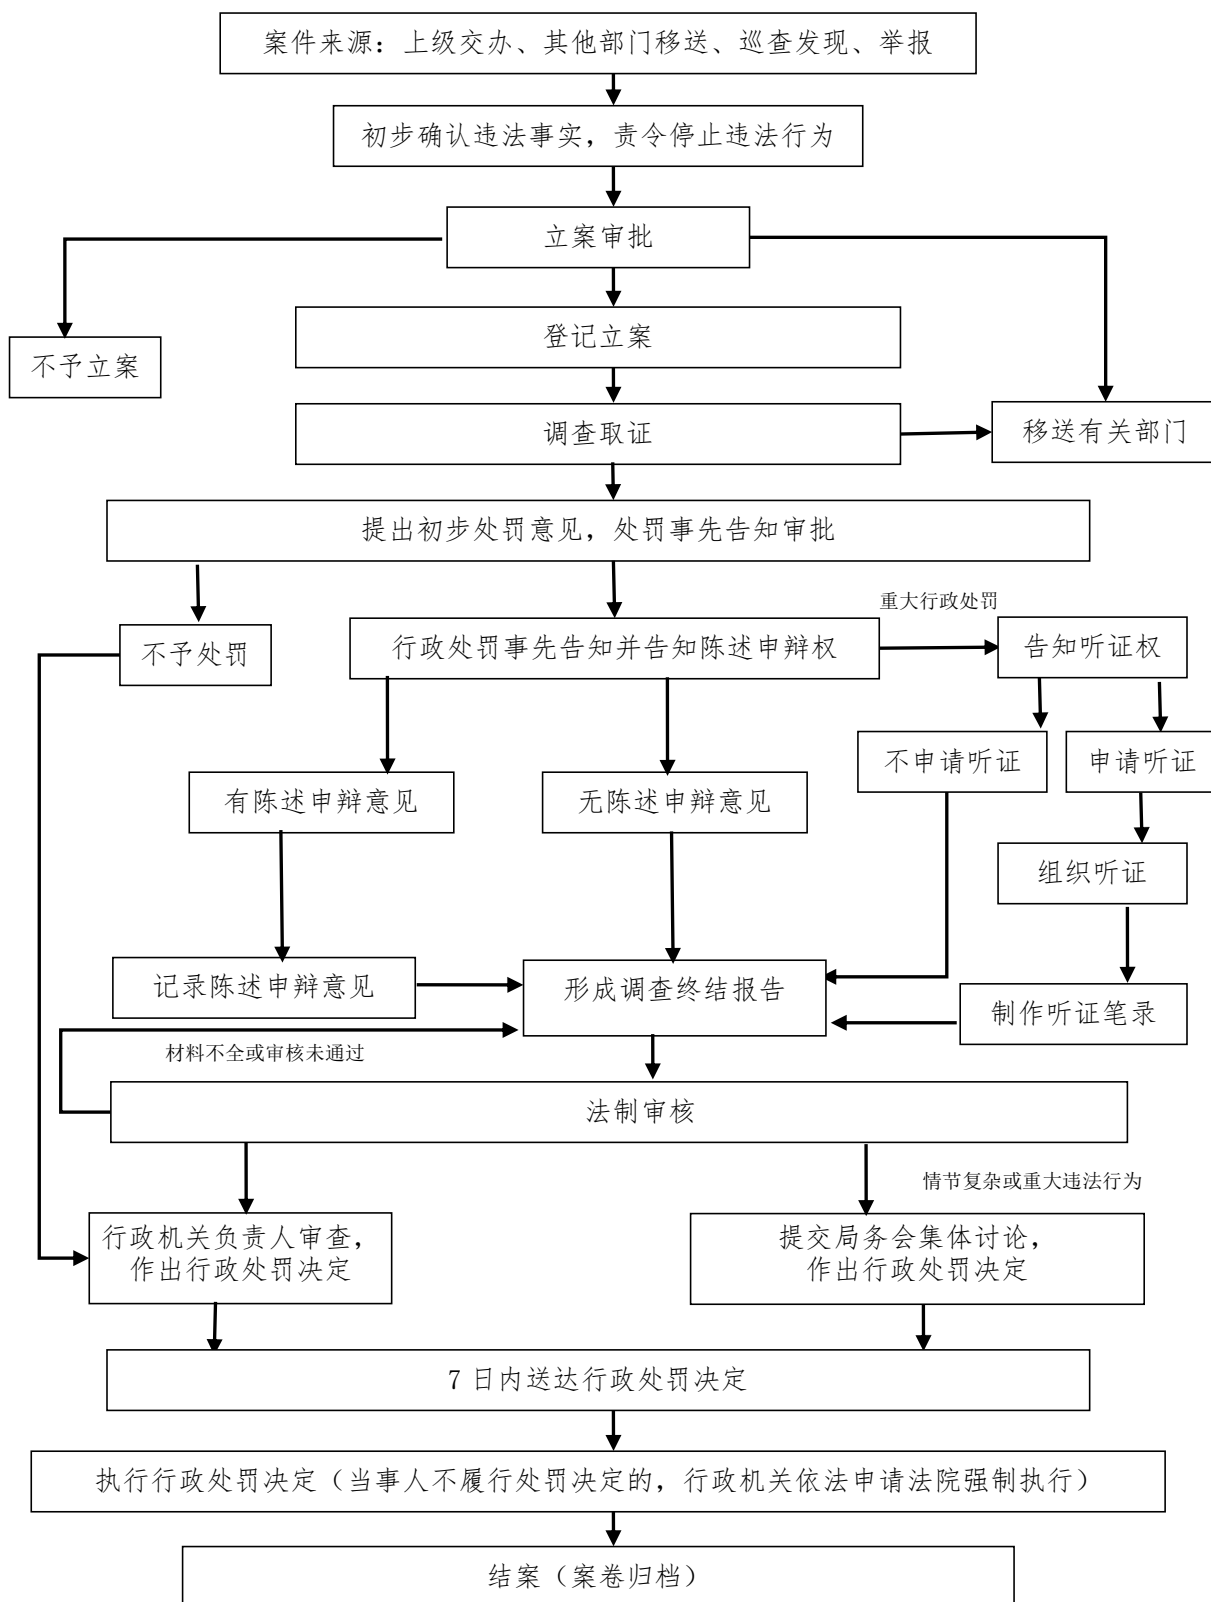 案件来源：上级交办、其他部门移送、巡查发现、举报
初步确认违法事实，责令停止违法行为
立案审批
登记立案
不予立案
调查取证
移送有关部门
提出初步处罚意见，处罚事先告知审批
重大行政处罚
不予处罚
行政处罚事先告知并告知陈述申辩权
告知听证权
不申请听证
申请听证
有陈述申辩意见
无陈述申辩意见
组织听证
记录陈述申辩意见
形成调查终结报告
制作听证笔录
材料不全或审核未通过
法制审核
情节复杂或重大违法行为
行政机关负责人审查，
作出行政处罚决定
提交局务会集体讨论，
作出行政处罚决定
7 日内送达行政处罚决定
执行行政处罚决定（当事人不履行处罚决定的，行政机关依法申请法院强制执行）
结案（案卷归档）